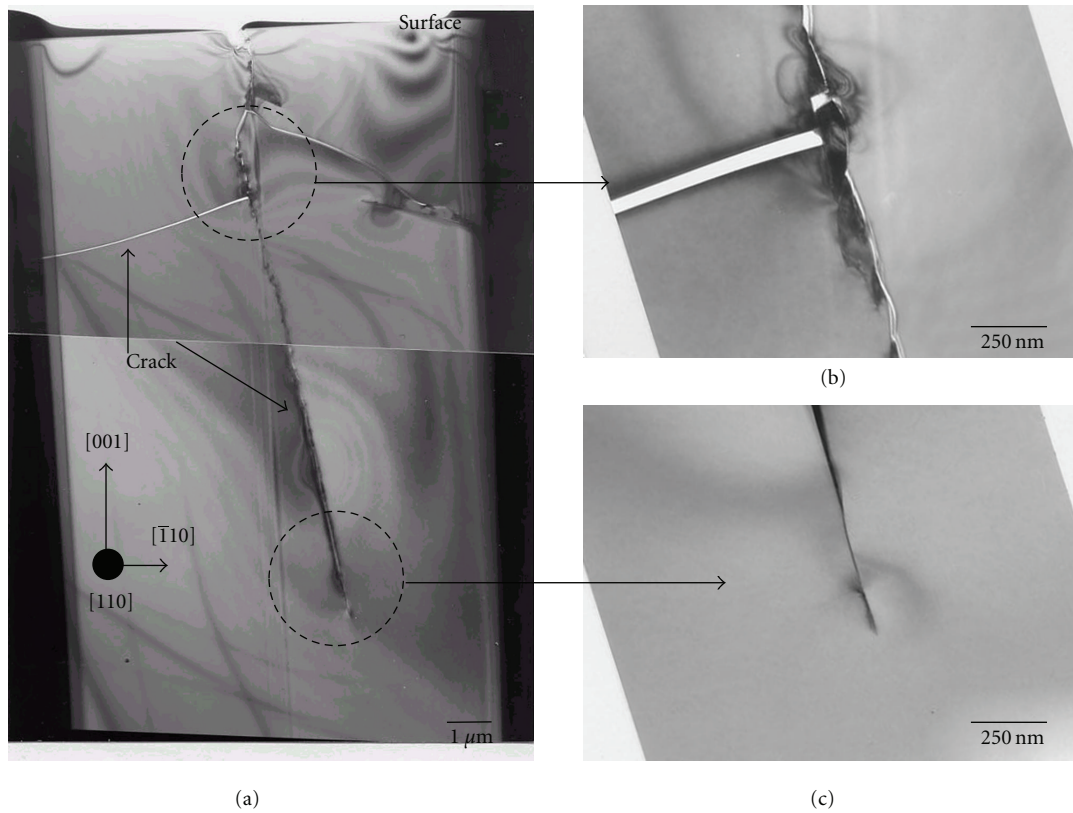 Surface
Crack
[001]
[1̅10]
[110]
1 μm
(a)
250 nm
(b)
250 nm
(c)